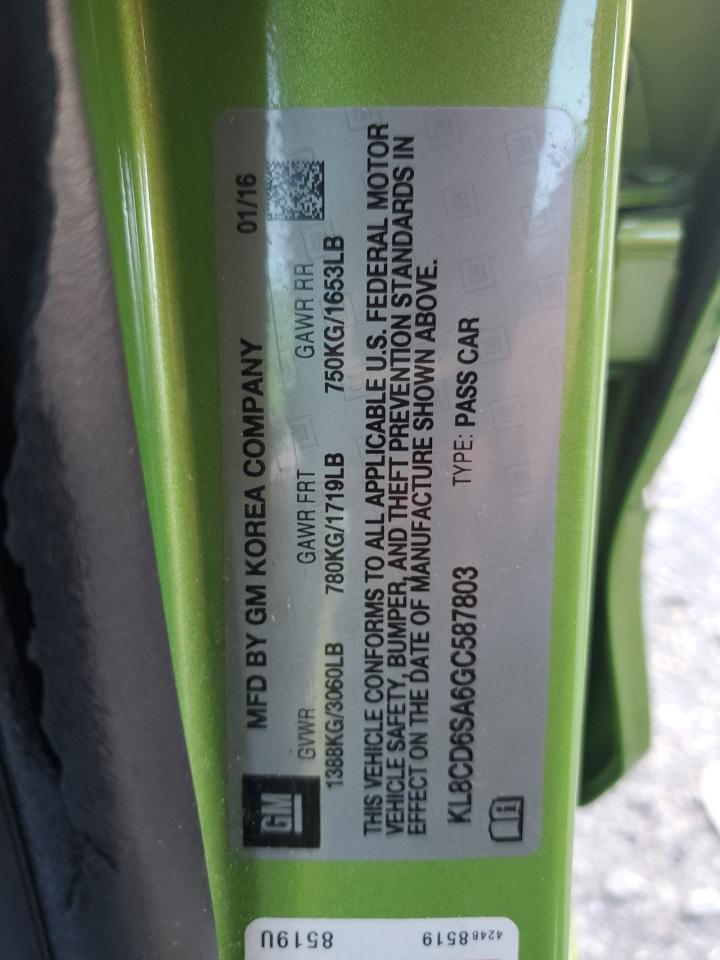 MFD BY GM KOREA COMPANY 01/16
GM
GVWR GAWR FRT GAWR RR
1388KG/3060LB 780KG/1719LB 750KG/1653LB
THIS VEHICLE CONFORMS TO ALL APPLICABLE U.S. FEDERAL MOTOR
VEHICLE SAFETY, BUMPER, AND THEFT PREVENTION STANDARDS IN
EFFECT ON THE DATE OF MANUFACTURE SHOWN ABOVE.
KL8CD6SA6GC587803 TYPE: PASS CAR
42488519
8519U